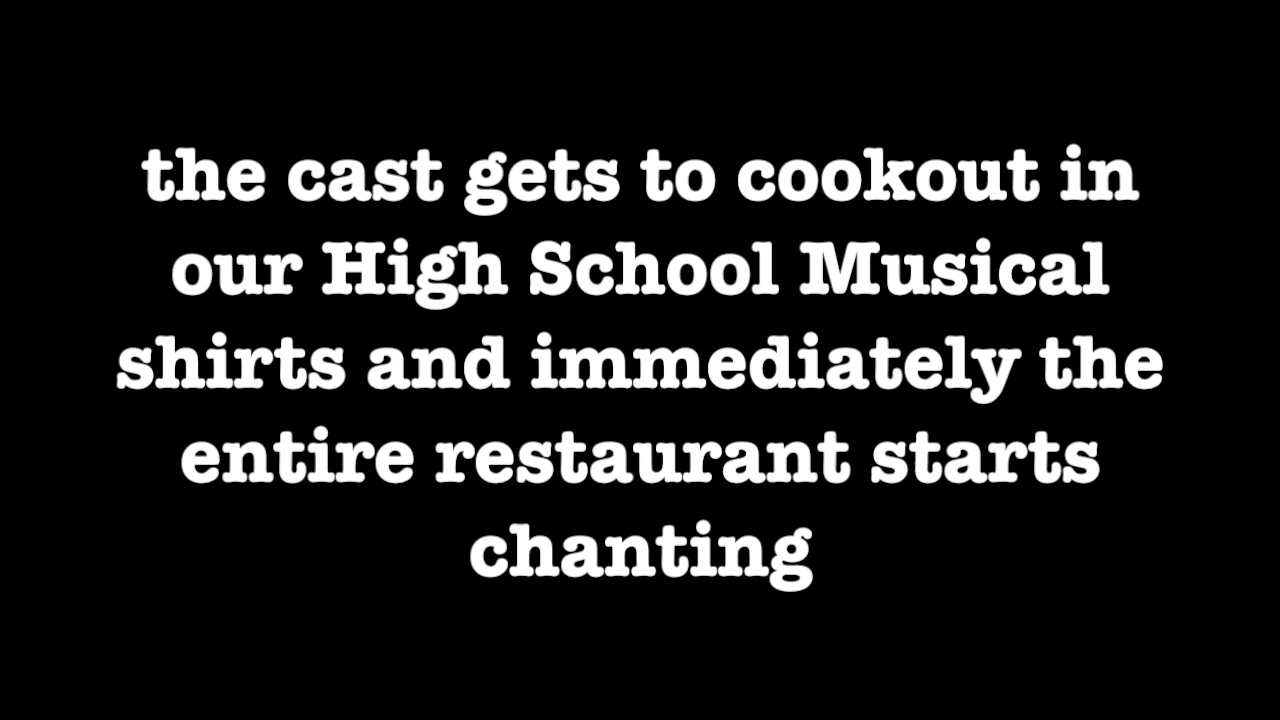 the cast gets to cookout in
our High School Musical
shirts and immediately the
entire restaurant starts
chanting